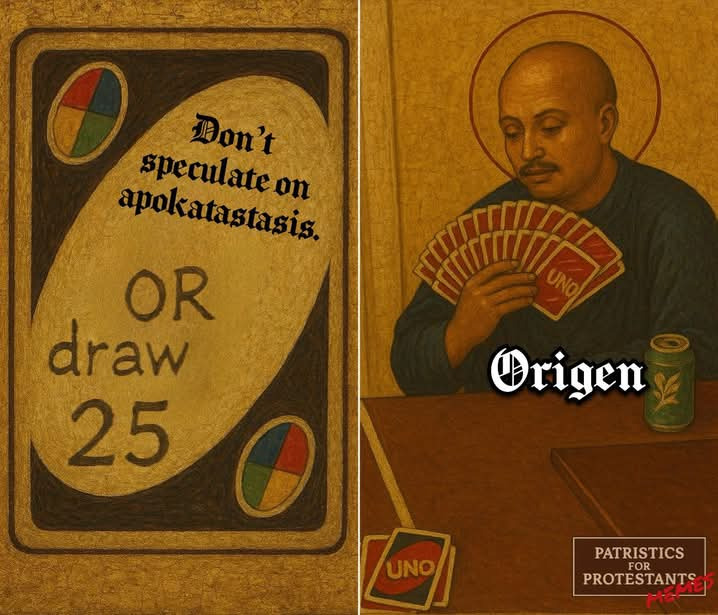 Don't
speculate on
apokatastasis.
OR
draw
25
UNO
Origen
UNO
PATRISTICS
FOR
PROTESTANTS
MEMES